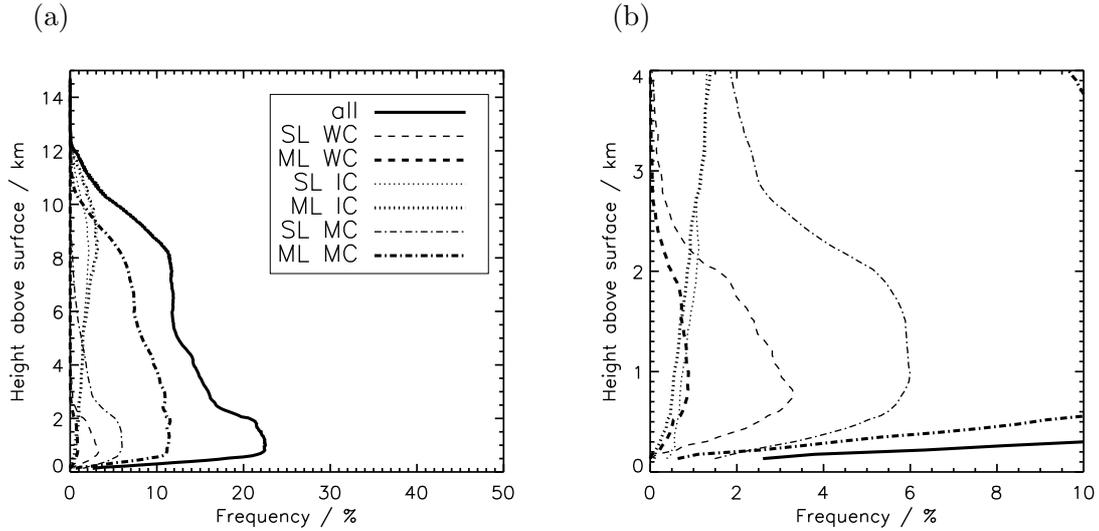 (a)
(b)
14
12
10
8
6
4
2
0
Height above surface / km
0 10 20 30 40 50
Frequency / %
all
SL WC
ML WC
SL IC
ML IC
SL MC
ML MC
4
3
2
1
0
Height above surface / km
0 2 4 6 8 10
Frequency / %